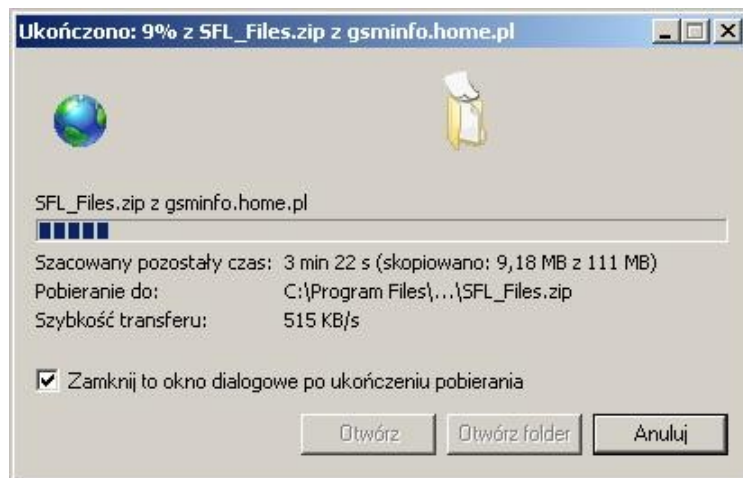 Ukończono: 9% z SFL_Files.zip z gsminfo.home.pl
SFL_Files.zip z gsminfo.home.pl
Szacowany pozostały czas: 3 min 22 s (skopiowano: 9,18 MB z 111 MB)
Pobieranie do: C:\Program Files\...\SFL_Files.zip
Szybkość transferu: 515 KB/s
Zamknij to okno dialogowe po ukończeniu pobierania
Otwórz Otwórz folder Anuluj